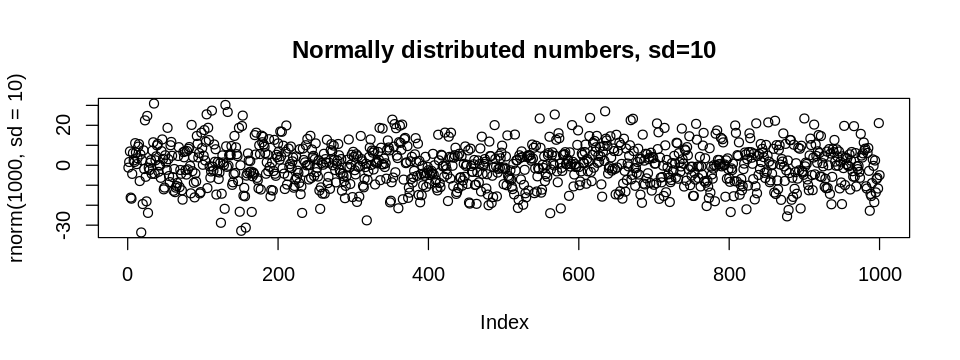 Normally distributed numbers, sd=10
rnorm(1000, sd = 10)
20
0
-30
0 200 400 600 800 1000
Index